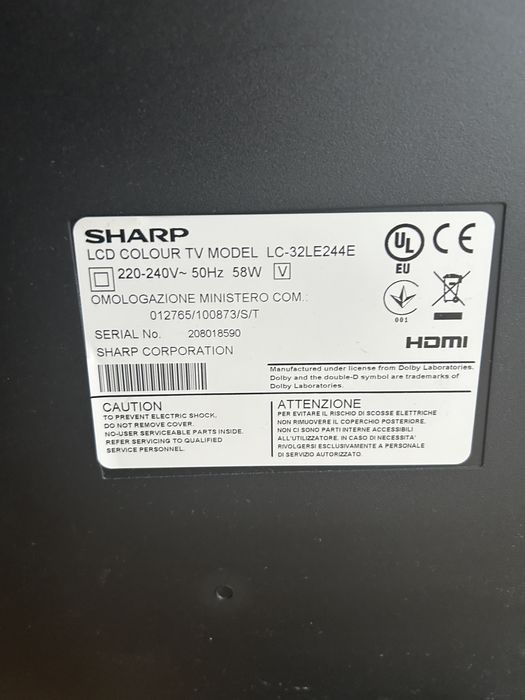 SHARP
LCD COLOUR TV MODEL LC-32LE244E
220-240V~ 50Hz 58W V
OMOLOGAZIONE MINISTERO COM.:
012765/100873/S/T
SERIAL No. 208018590
SHARP CORPORATION
UL
EU
CE
001
HDMI
Manufactured under license from Dolby Laboratories.
Dolby and the double-D symbol are trademarks of
Dolby Laboratories.
CAUTION
TO PREVENT ELECTRIC SHOCK,
DO NOT REMOVE COVER.
NO-USER SERVICEABLE PARTS INSIDE.
REFER SERVICING TO QUALIFIED
SERVICE PERSONNEL.
ATTENZIONE
PER EVITARE IL RISCHIO DI SCOSSE ELETTRICHE
NON RIMUOVERE IL COPERCHIO POSTERIORE.
NON CI SONO PARTI INTERNE ACCESSIBILI
ALL'UTILIZZATORE. IN CASO DI NECESSITA'
RIVOLGERSI ESCLUSIVAMENTE A PERSONALE
DI SERVIZIO AUTORIZZATO.